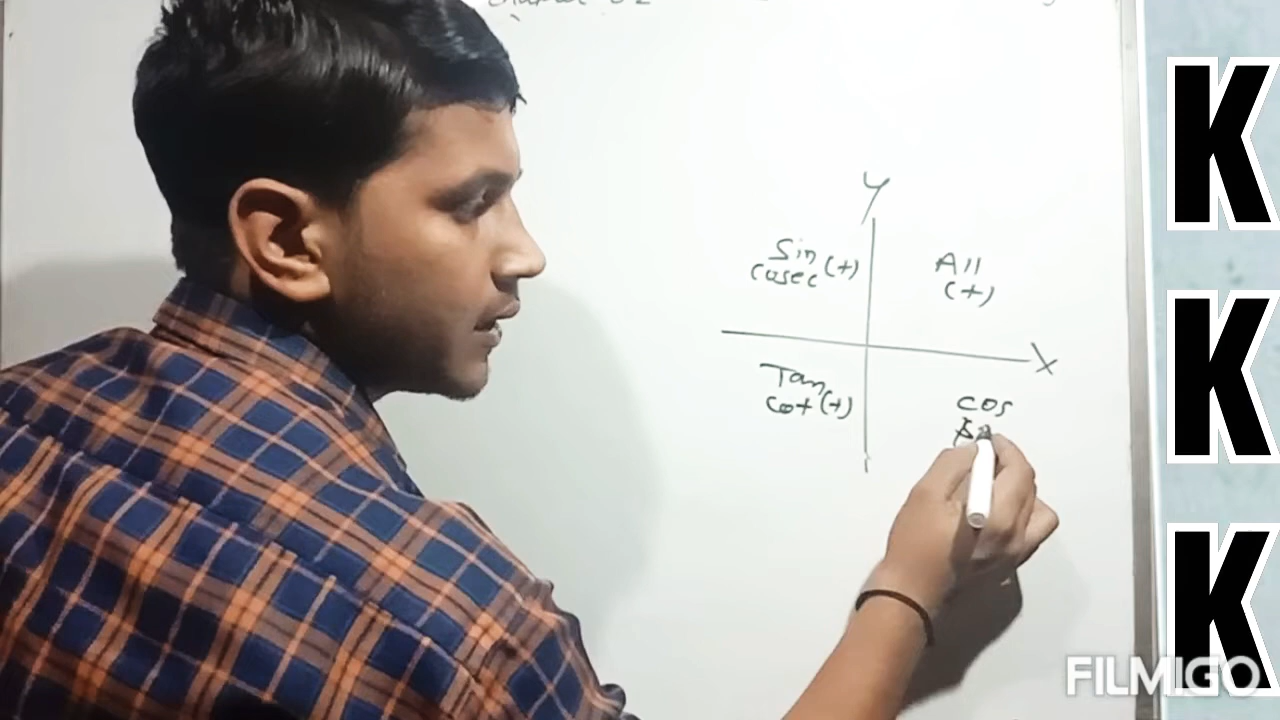 Y
Sin
cosec (+)
All
(+)
X
Tan
cot (+)
cos
K
K
K
FILMIGO